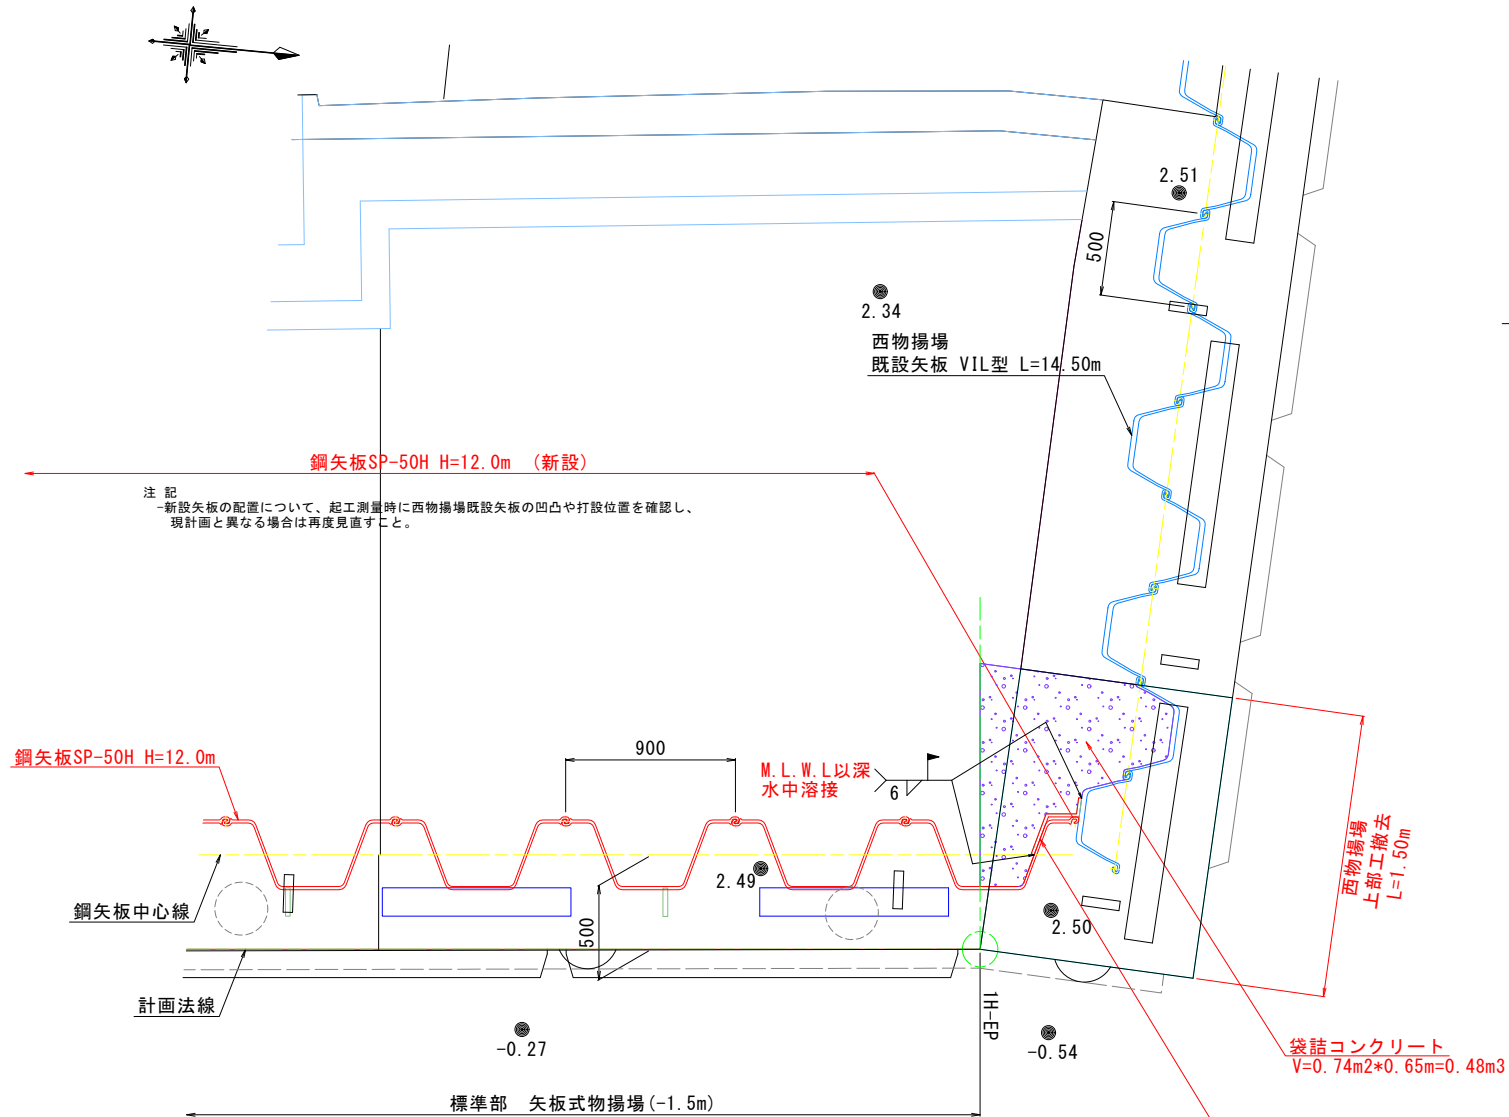 2.51
500
2.34
西物揚場
既設矢板 VIL型 L=14.50m
鋼矢板SP-50H H=12.0m (新設)
注 記
-新設矢板の配置について、起工測量時に西物揚場既設矢板の凹凸や打設位置を確認し、
現計画と異なる場合は再度見直すこと。
鋼矢板SP-50H H=12.0m
900
M.L.W.L以深
水中溶接
6
西物揚場
上部工撤去
L=1.50m
2.49
鋼矢板中心線
500
2.50
計画法線
1H-EP
-0.27
-0.54
袋詰コンクリート
V=0.74m2*0.65m=0.48m3
標準部 矢板式物揚場(-1.5m)